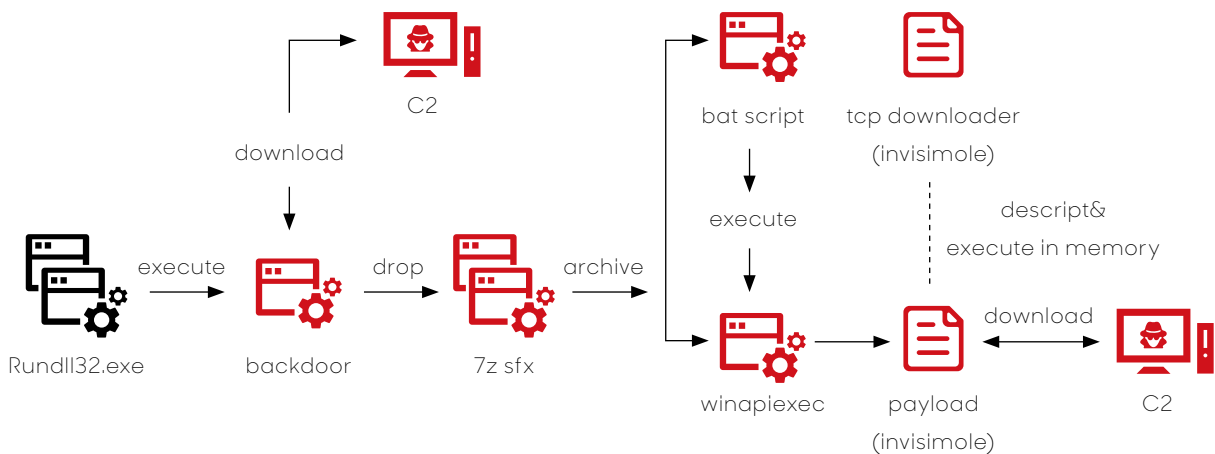 C2
download
Rundll32.exe
execute
backdoor
drop
7z sfx
archive
bat script
execute
winapiexec
tcp downloader
(invisimole)
descript&
execute in memory
payload
(invisimole)
download
C2